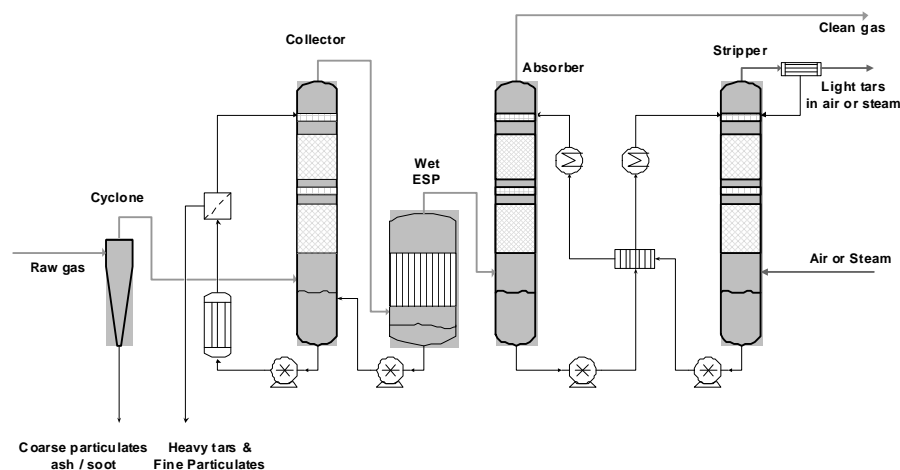 Clean gas
Collector
Stripper
Absorber
Light tars
in air or steam
Wet
ESP
Cyclone
Raw gas
Air or Steam
Coarse particulates
ash / soot
Heavy tars &
Fine Particulates